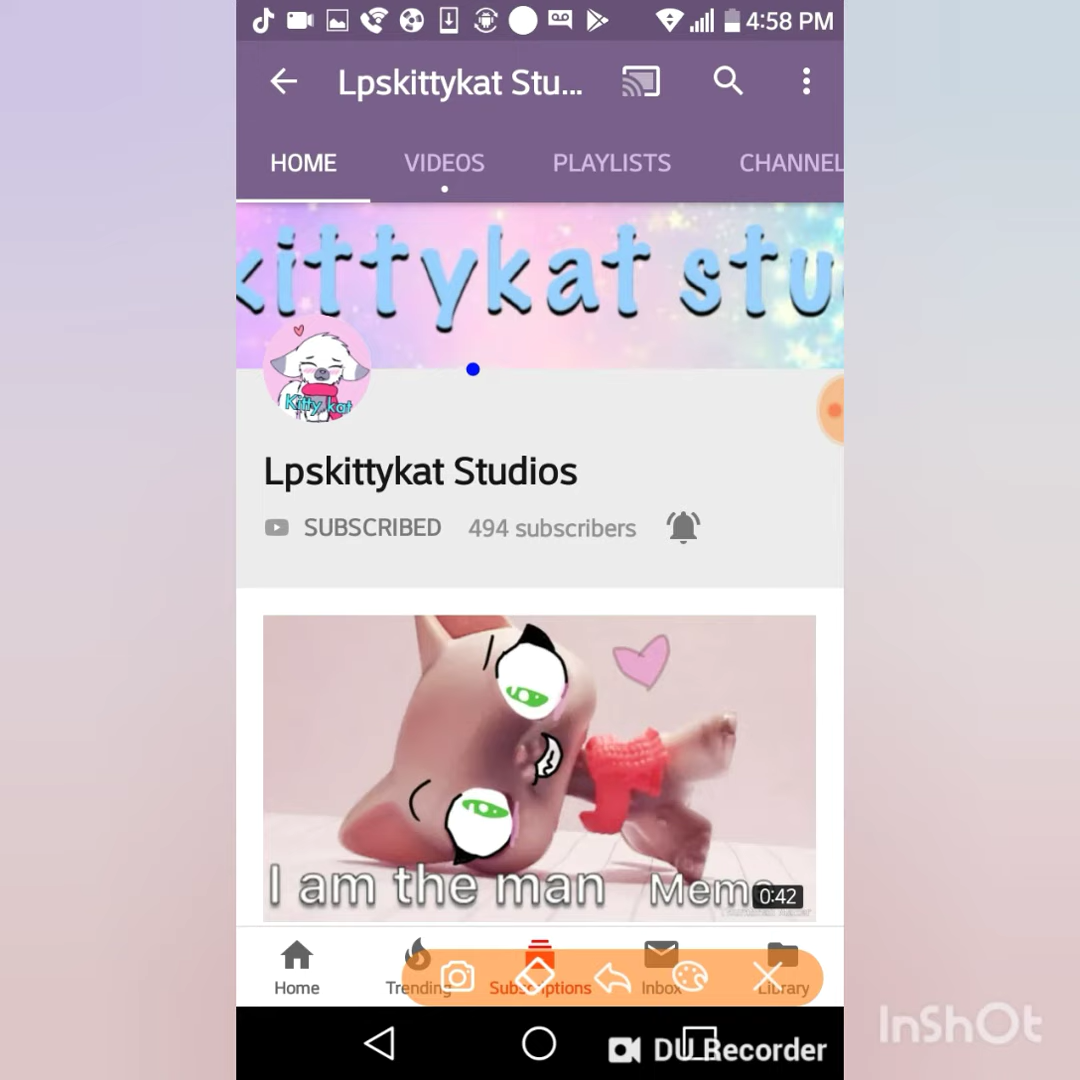 4:58 PM
Lpskittykat Stu...
HOME VIDEOS PLAYLISTS CHANNEL
kittykat stu
Kitty kat
Lpskittykat Studios
SUBSCRIBED 494 subscribers
I am the man Meme
0:42
Home Trending Subscriptions Inbox Library
DU Recorder
InShOt